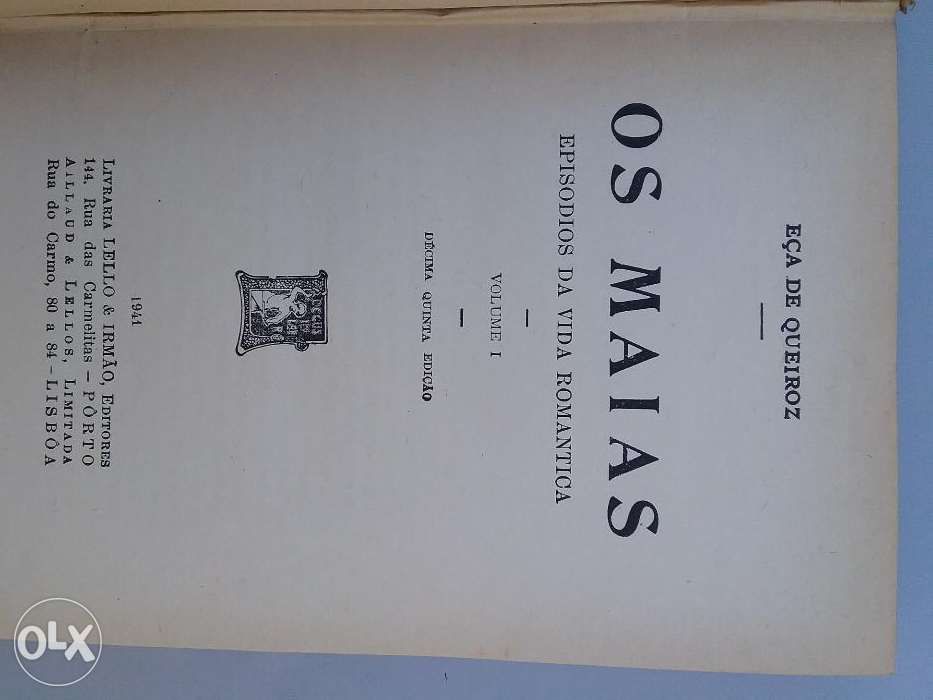 EÇA DE QUEIROZ
OS MAIAS
EPISODIOS DA VIDA ROMANTICA
VOLUME I
DÉCIMA QUINTA EDIÇÃO
DECUS
1941
LIVRARIA LELLO & IRMÃO, EDITORES
144, Rua das Carmelitas — PÔRTO
AILLAUD & LELLOS, LIMITADA
Rua do Carmo, 80 a 84 — LISBÔA
OLX